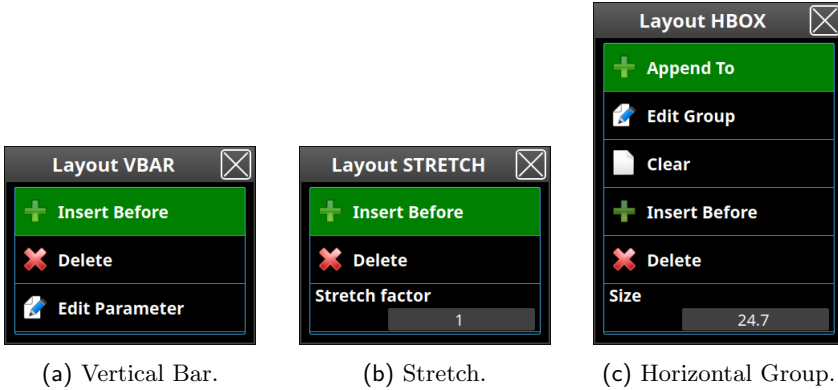 Layout VBAR
Insert Before
Delete
Edit Parameter
(a) Vertical Bar.
Layout STRETCH
Insert Before
Delete
Stretch factor
1
(b) Stretch.
Layout HBOX
Append To
Edit Group
Clear
Insert Before
Delete
Size
24.7
(c) Horizontal Group.